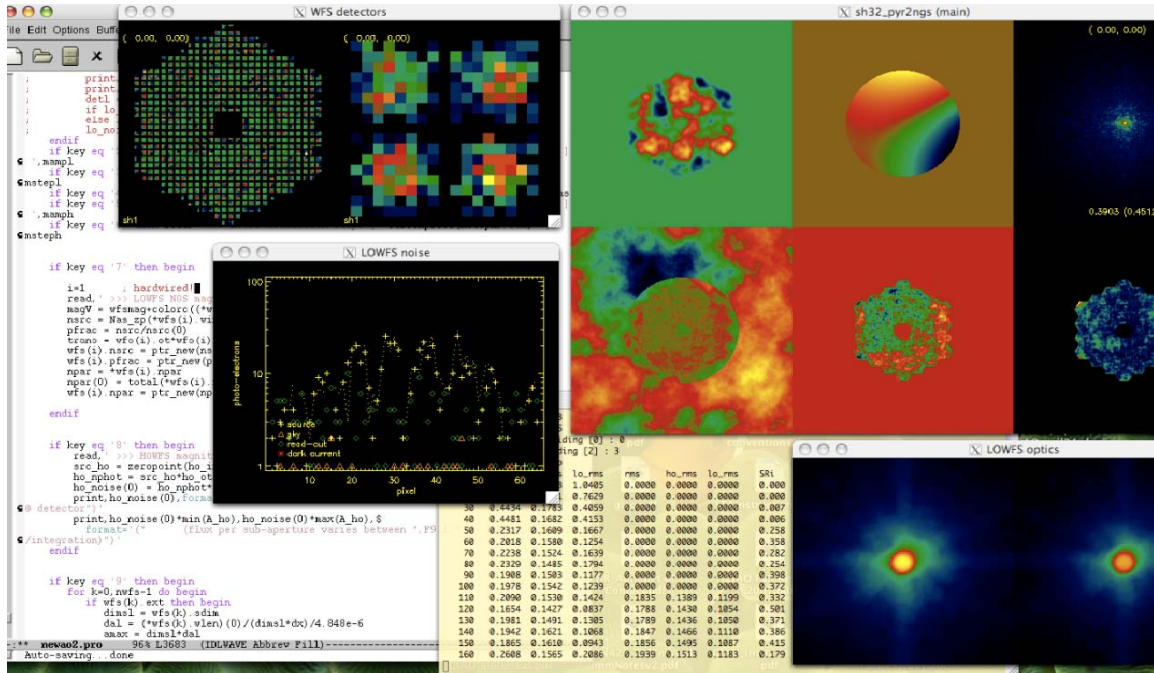 WFS detectors
sh32_pyr2ngs (main)
File Edit Options Buffe
( 0.00, 0.00)
( 0.00, 0.00)
( 0.00, 0.00)
sh1
sh1
0.3903 (0.4512
; print,
; print,
; detl =
; if lo_
; else
; lo_noi
endif
if key eq '
',mampl
if key eq '
mstepl
if key eq '
if key eq '
',mamph
if key eq '
msteph
if key eq '7' then begin
i=1 ; hardwired!
read,' >>> LOWFS NGS mag
magV = wfsmag+colorc((*w
nsrc = Nas_zp(*wfs(i).wi
pfrac = nsrc/nsrc(0)
wfs(i).nsrc = ptr_new(ns
wfs(i).pfrac = ptr_new(p
npar = *wfs(i).npar
npar(0) = total(*wfs(i).
wfs(i).npar = ptr_new(np
endif
if key eq '8' then begin
read,' >>> HOWFS magnit
src_ho = zeropoint(ho_i
ho_nphot = src_ho*ho_ot
ho_noise(0) = ho_nphot*
print,ho_noise(0),forma
@ detector")'
print,ho_noise(0)*min(A_ho),ho_noise(0)*max(A_ho),$
format='(" (flux per sub-aperture varies between ",F9.
/integration)")'
endif
if key eq '9' then begin
for k=0,nwfs-1 do begin
if wfs(k).ext then begin
dimsl = wfs(k).sdim
dal = (*wfs(k).wlen)(0)/(dimsl*dx)/4.848e-6
amax = dimsl*dal
-:** newao2.pro 96% L3683 (IDLWAVE Abbrev Fill)
Auto-saving...done
LOWFS noise
100
10
1
photo-electrons
+ source
sky
read-out
dark current
10 20 30 40 50 60
pixel
lding [0] : 0
ding [2] : 3
lo_rms rms ho_rms lo_rms SRi
1.0405 0.0000 0.0000 0.0000 0.000
0.7629 0.0000 0.0000 0.0000 0.000
30 0.4434 0.1783 0.4059 0.0000 0.0000 0.0000 0.007
40 0.4481 0.1682 0.4153 0.0000 0.0000 0.0000 0.006
50 0.2317 0.1609 0.1667 0.0000 0.0000 0.0000 0.258
60 0.2018 0.1580 0.1254 0.0000 0.0000 0.0000 0.358
70 0.2238 0.1524 0.1639 0.0000 0.0000 0.0000 0.282
80 0.2329 0.1485 0.1794 0.0000 0.0000 0.0000 0.254
90 0.1908 0.1503 0.1177 0.0000 0.0000 0.0000 0.398
100 0.1978 0.1542 0.1239 0.0000 0.0000 0.0000 0.372
110 0.2090 0.1530 0.1424 0.1835 0.1389 0.1199 0.332
120 0.1654 0.1427 0.0837 0.1788 0.1430 0.1054 0.501
130 0.1981 0.1491 0.1305 0.1789 0.1436 0.1050 0.371
140 0.1942 0.1621 0.1068 0.1847 0.1466 0.1110 0.386
150 0.1865 0.1610 0.0943 0.1856 0.1495 0.1087 0.415
160 0.2608 0.1565 0.2086 0.1939 0.1513 0.1183 0.179
LOWFS optics